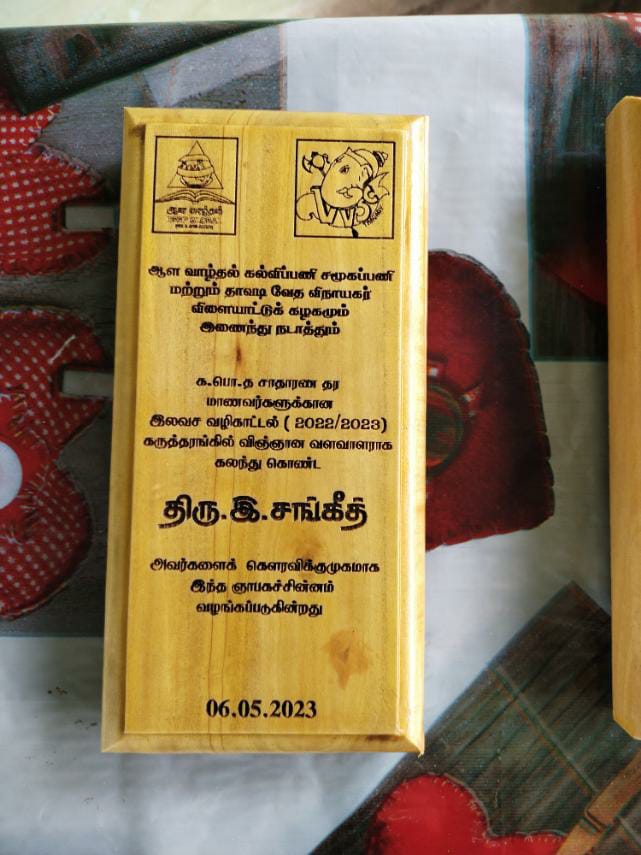 ஆள வாழ்தல் கல்விப்பணி சமூகப்பணி
மற்றும் தாவடி வேத விநாயகர்
விளையாட்டுக் கழகமும்
இணைந்து நடாத்தும்
க.பொ.த சாதாரண தர
மாணவர்களுக்கான
இலவச வழிகாட்டல் ( 2022/2023)
கருத்தரங்கில் விஞ்ஞான வளவாளராக
கலந்து கொண்ட
திரு.இ.சங்கீத்
அவர்களைக் கௌரவிக்குமுகமாக
இந்த ஞாபகச்சின்னம்
வழங்கப்படுகின்றது
06.05.2023